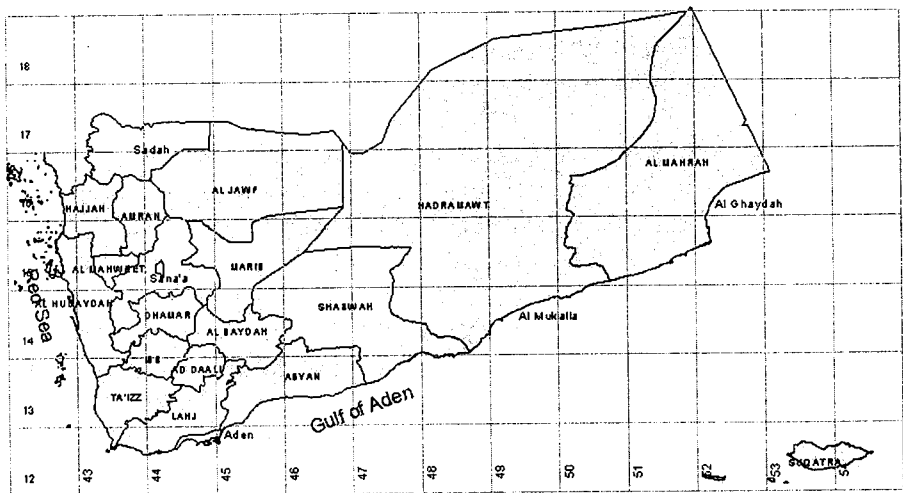 18
17
Sadah
AL JAWF
AL MAHRAH
HAJJAH
AMRAN
HADRAMAWT
Al Ghaydah
AL MAHWEET
MARIB
Sana'a
Red Sea
AL HUDAYDAH
SHABWAH
DHAMAR
Al Mukalla
AL BAYDAH
14
IBB
AD DAALI
ABYAN
TA'IZZ
Gulf of Aden
13
LAHJ
Aden
SUQATRA
12
43
44
45
46
47
48
49
50
51
52
53